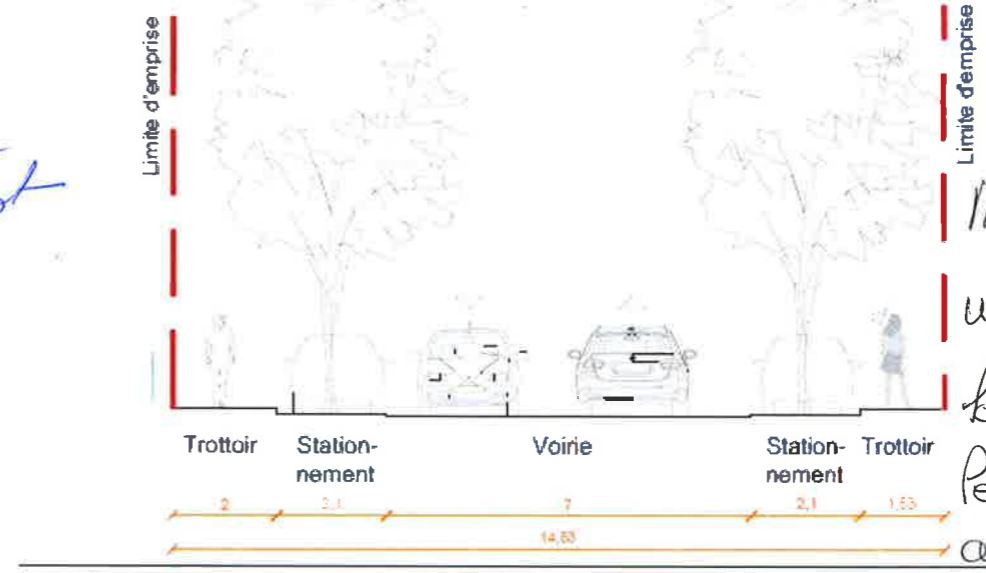 Limite d'emprise
Limite d'emprise
Trottoir
Station-
nement
Voirie
Station-
nement
Trottoir
2
2,1
7
2,1
1,53
14,63